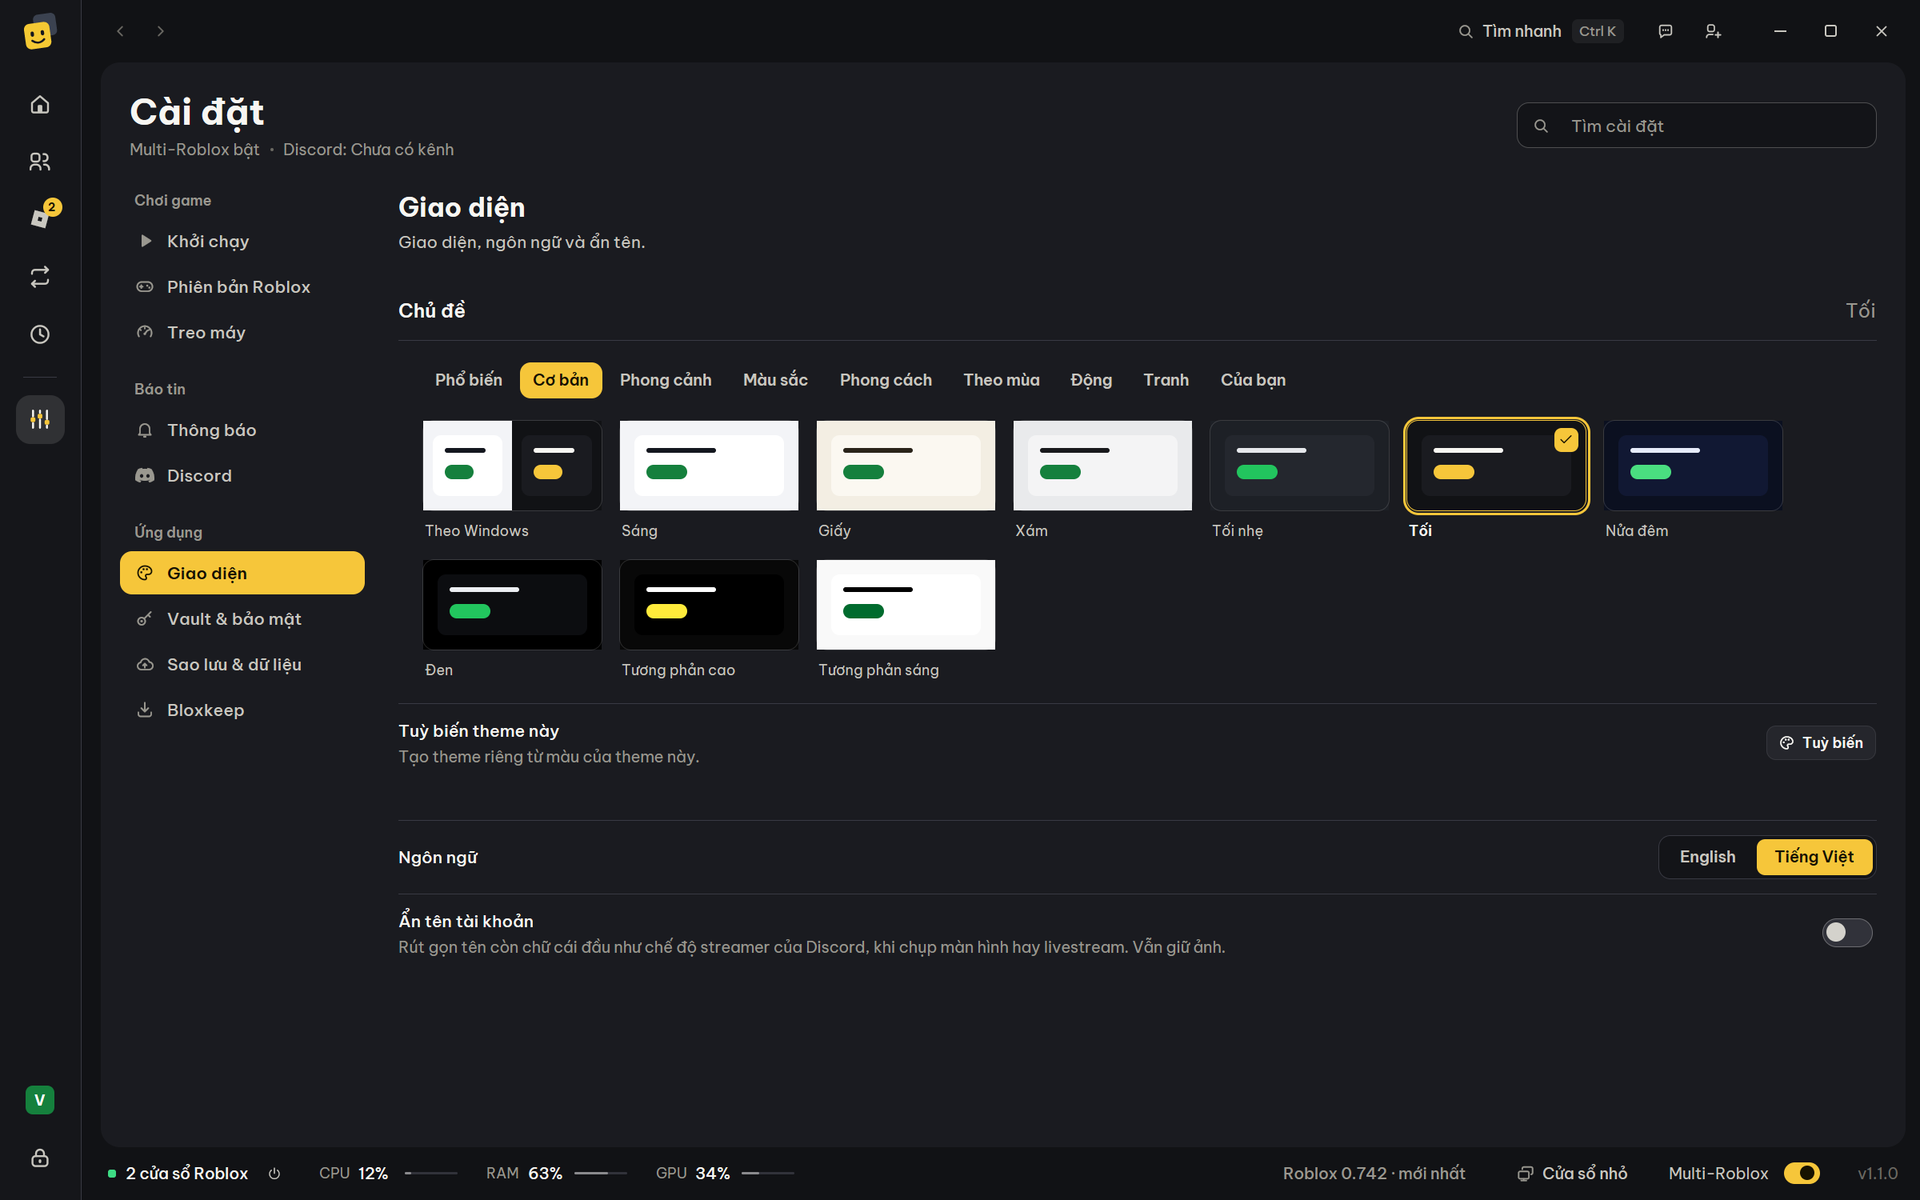 Tìm nhanh
Ctrl K
Cài đặt
Multi-Roblox bật • Discord: Chưa có kênh
Tìm cài đặt
2
Chơi game
Khởi chạy
Phiên bản Roblox
Treo máy
Báo tin
Thông báo
Discord
Ứng dụng
Giao diện
Vault & bảo mật
Sao lưu & dữ liệu
Bloxkeep
Giao diện
Giao diện, ngôn ngữ và ẩn tên.
Chủ đề
Tối
Phổ biến
Cơ bản
Phong cảnh
Màu sắc
Phong cách
Theo mùa
Động
Tranh
Của bạn
Theo Windows
Sáng
Giấy
Xám
Tối nhẹ
Tối
Nửa đêm
Đen
Tương phản cao
Tương phản sáng
Tuỳ biến theme này
Tạo theme riêng từ màu của theme này.
Tuỳ biến
Ngôn ngữ
English
Tiếng Việt
Ẩn tên tài khoản
Rút gọn tên còn chữ cái đầu như chế độ streamer của Discord, khi chụp màn hình hay livestream. Vẫn giữ ảnh.
V
2 cửa sổ Roblox
CPU 12%
RAM 63%
GPU 34%
Roblox 0.742 · mới nhất
Cửa sổ nhỏ
Multi-Roblox
v1.1.0